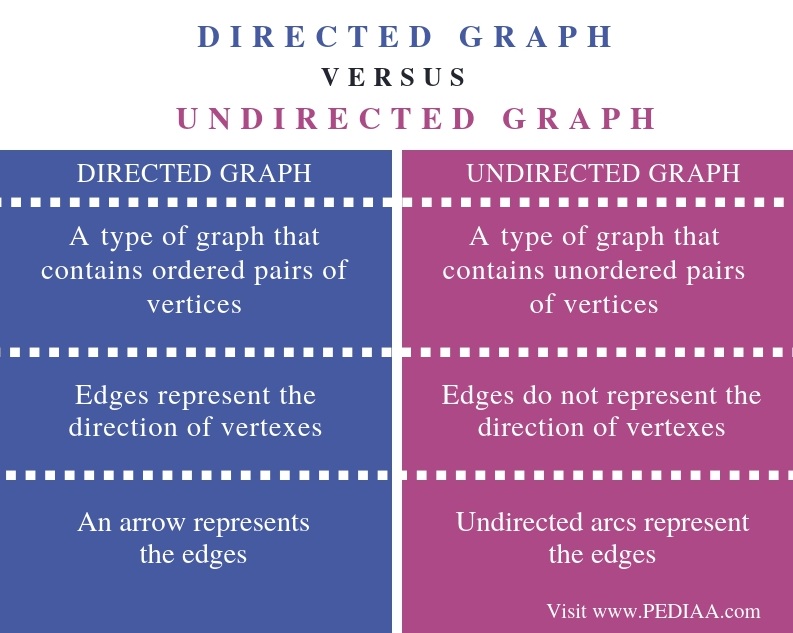 DIRECTED GRAPH
VERSUS
UNDIRECTED GRAPH
DIRECTED GRAPH
A type of graph that
contains ordered pairs of
vertices
Edges represent the
direction of vertexes
An arrow represents
the edges
UNDIRECTED GRAPH
A type of graph that
contains unordered pairs
of vertices
Edges do not represent the
direction of vertexes
Undirected arcs represent
the edges
Visit www.PEDIAA.com